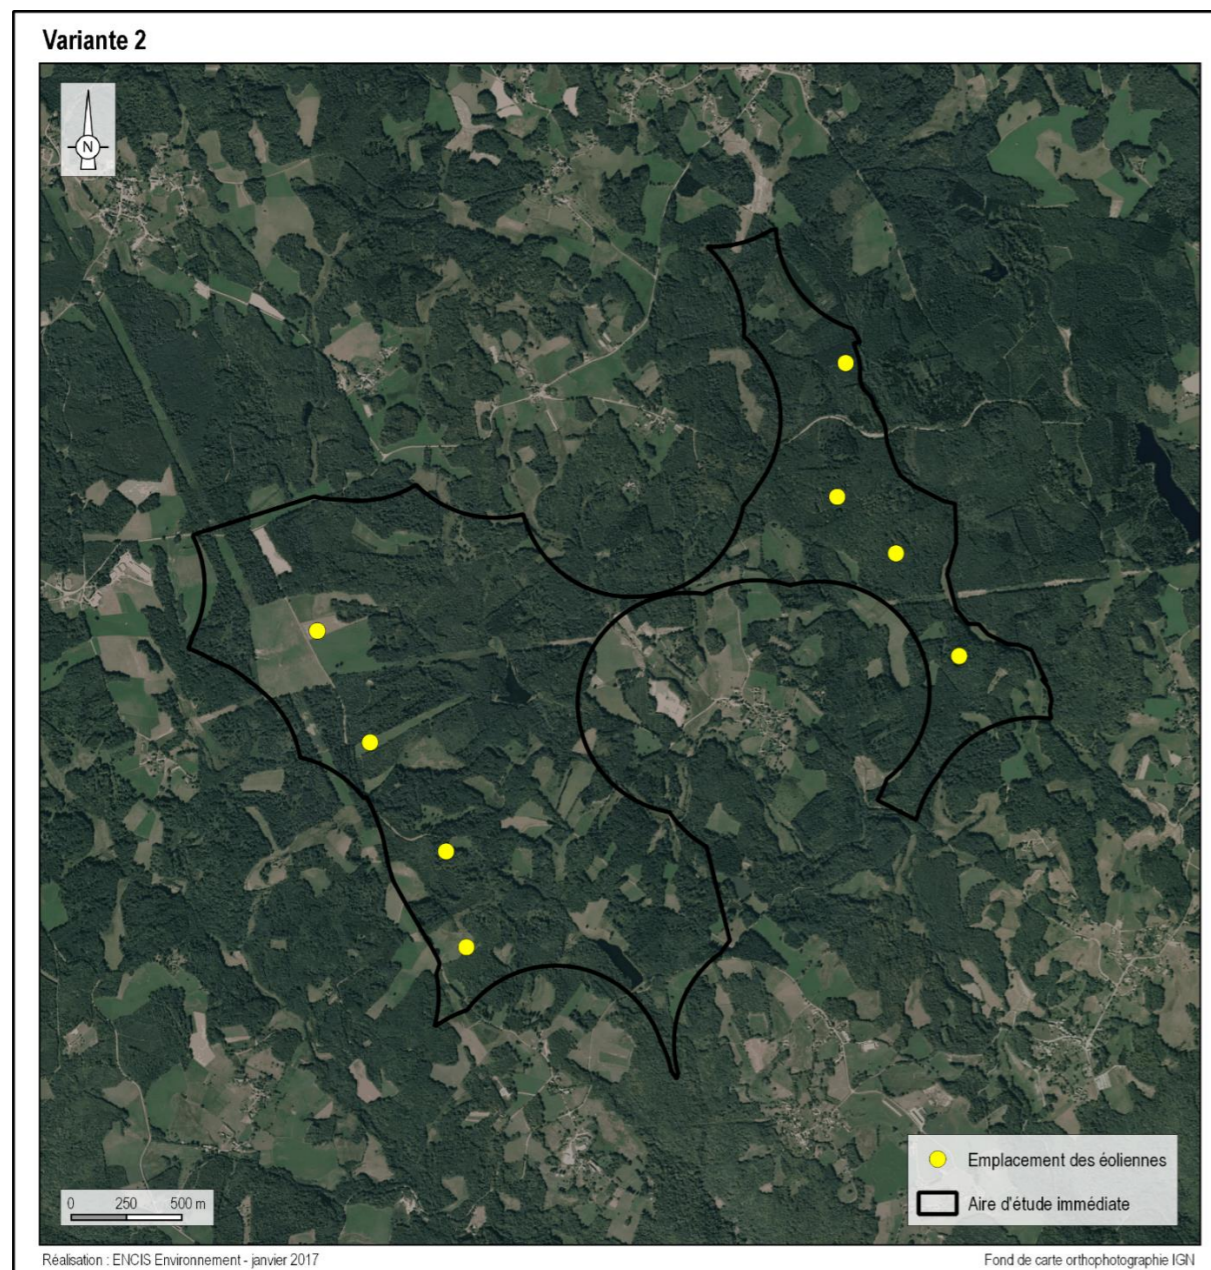 Variante 2
N
Emplacement des éoliennes
Aire d'étude immédiate
0 250 500 m
Réalisation : ENCIS Environnement - janvier 2017
Fond de carte orthophotographie IGN